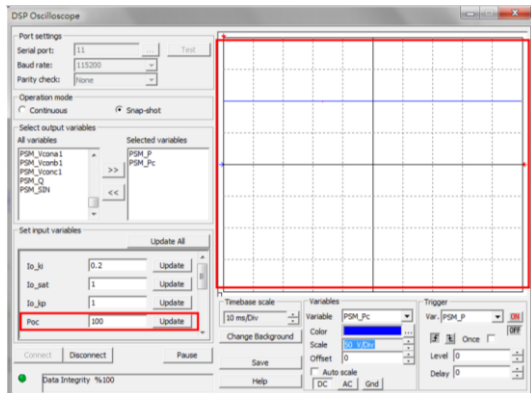 DSP Oscilloscope
Port settings
Serial port: 11 ... Test
Baud rate: 115200
Parity check: None
Operation mode
Continuous Snap-shot
Select output variables
All variables Selected variables
PSM_Vcona1 PSM_P
PSM_Vconb1 PSM_Pc
PSM_Vconc1
PSM_Q
PSM_SIN
>>
<<
Set input variables
Update All
Io_ki 0.2 Update
Io_sat 1 Update
Io_kp 1 Update
Poc 100 Update
Connect Disconnect Pause
Data Integrity %100
Timebase scale
10 ms/Div
Change Background
Save
Help
Variables
Variable PSM_Pc
Color ...
Scale 50 V/Div
Offset 0
Auto scale
DC AC Gnd
Trigger
Var. PSM_P ON
OFF
Once
Level 0
Delay 0